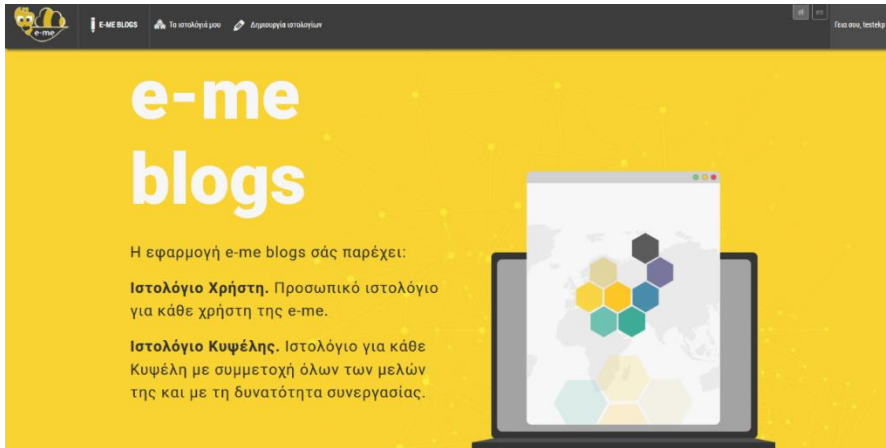 e-me
E-ME BLOGS
Τα ιστολόγιά μου
Δημιουργία ιστολογίων
el
en
Γεια σου, testekp
e-me
blogs
Η εφαρμογή e-me blogs σάς παρέχει:
Ιστολόγιο Χρήστη. Προσωπικό ιστολόγιο
για κάθε χρήστη της e-me.
Ιστολόγιο Κυψέλης. Ιστολόγιο για κάθε
Κυψέλη με συμμετοχή όλων των μελών
της και με τη δυνατότητα συνεργασίας.